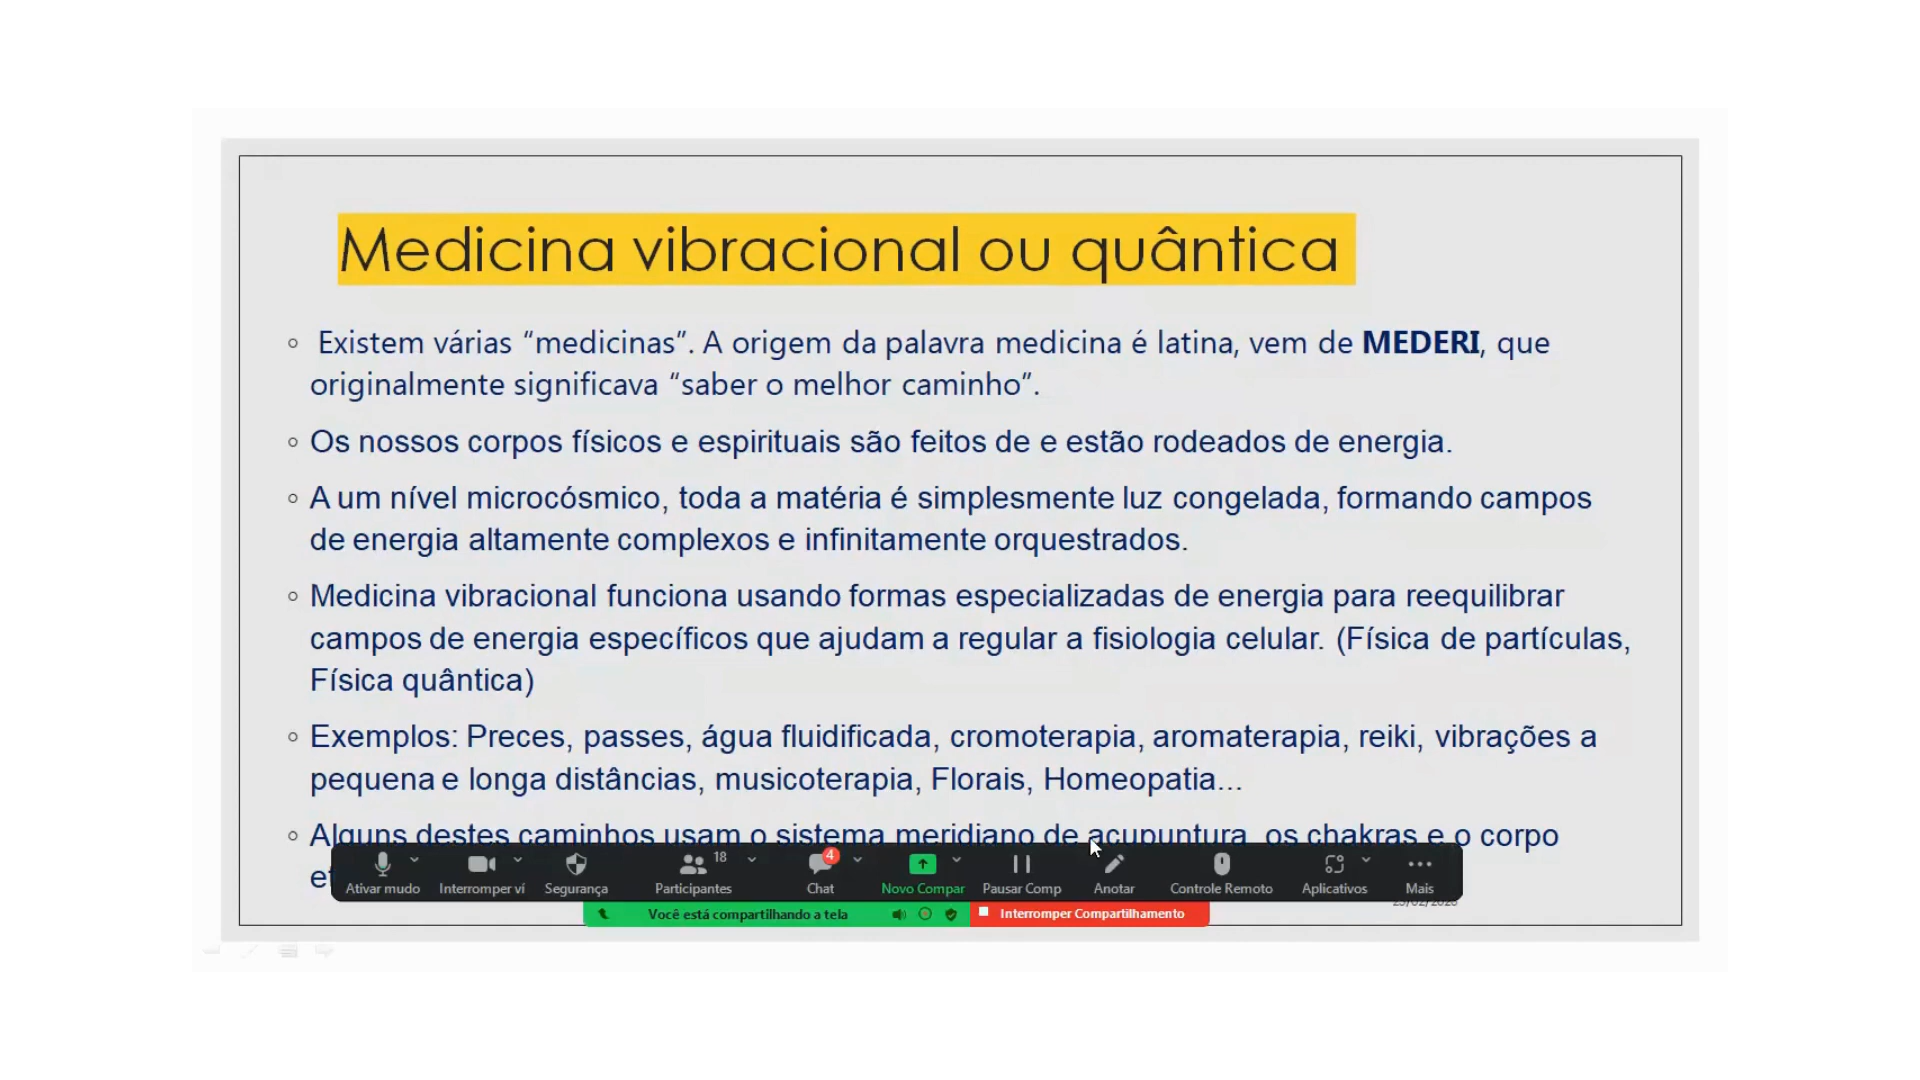 Medicina vibracional ou quântica
Existem várias “medicinas”. A origem da palavra medicina é latina, vem de MEDERI, que
originalmente significava “saber o melhor caminho”.
Os nossos corpos físicos e espirituais são feitos de e estão rodeados de energia.
A um nível microcósmico, toda a matéria é simplesmente luz congelada, formando campos
de energia altamente complexos e infinitamente orquestrados.
Medicina vibracional funciona usando formas especializadas de energia para reequilibrar
campos de energia específicos que ajudam a regular a fisiologia celular. (Física de partículas,
Física quântica)
Exemplos: Preces, passes, água fluidificada, cromoterapia, aromaterapia, reiki, vibrações a
pequena e longa distâncias, musicoterapia, Florais, Homeopatia...
Alguns destes caminhos usam o sistema meridiano de acupuntura, os chakras e o corpo
18 4
Ativar mudo Interromper ví Segurança Participantes Chat Novo Compar Pausar Comp Anotar Controle Remoto Aplicativos Mais
Você está compartilhando a tela Interromper Compartilhamento